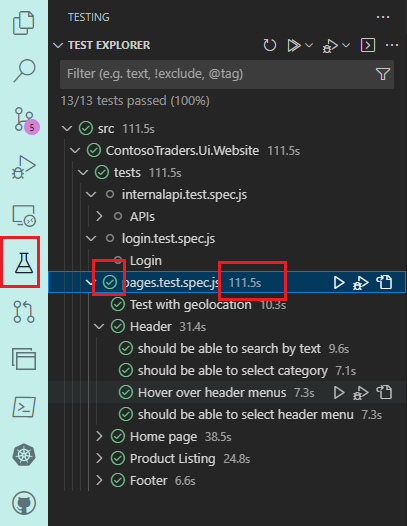 TESTING
TEST EXPLORER
Filter (e.g. text, !exclude, @tag)
13/13 tests passed (100%)
src 111.5s
ContosoTraders.Ui.Website 111.5s
tests 111.5s
internalapi.test.spec.js
APIs
5
login.test.spec.js
Login
pages.test.spec.js 111.5s
Test with geolocation 10.3s
Header 31.4s
should be able to search by text 9.6s
should be able to select category 7.1s
Hover over header menus 7.3s
should be able to select header menu 7.3s
Home page 38.5s
Product Listing 24.8s
Footer 6.6s